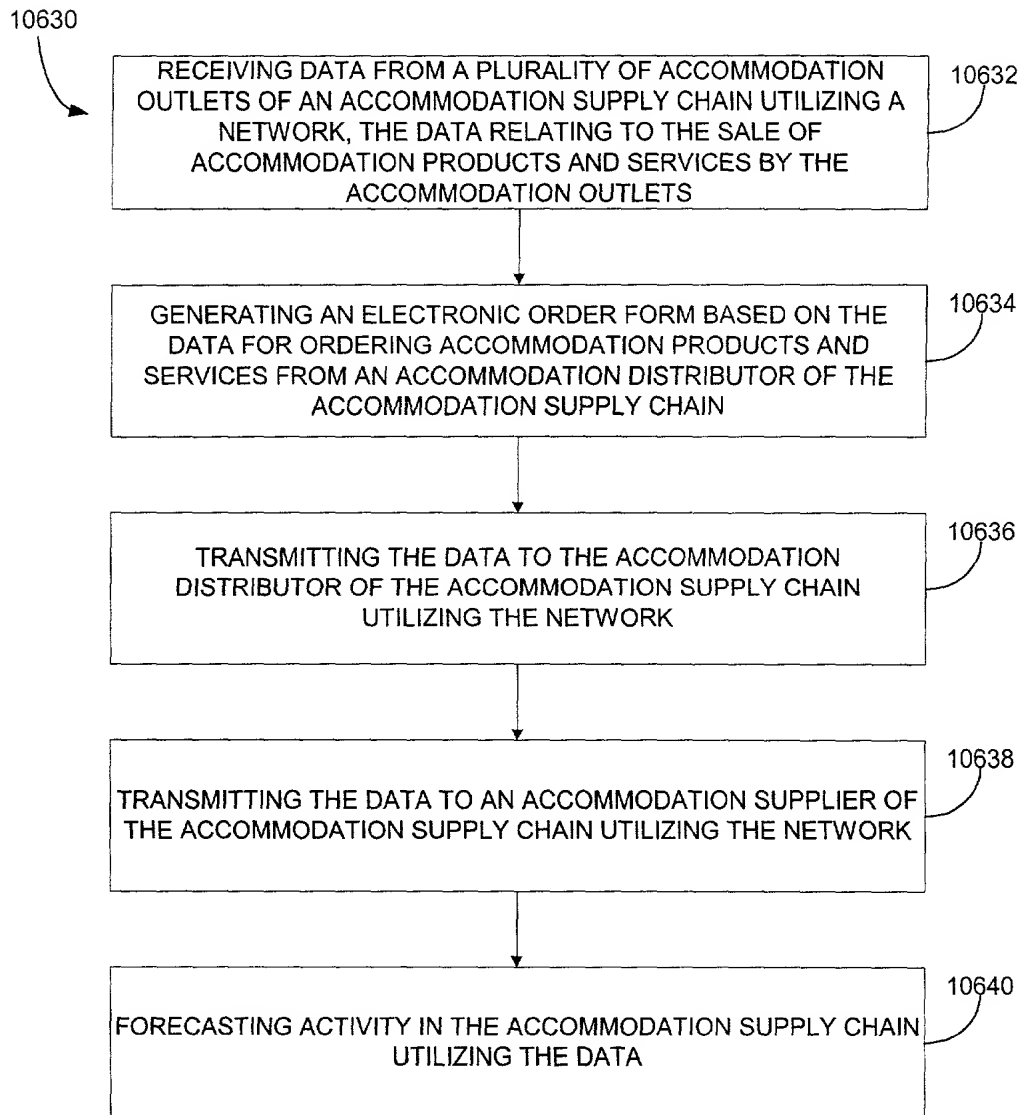 10630
RECEIVING DATA FROM A PLURALITY OF ACCOMMODATION
OUTLETS OF AN ACCOMMODATION SUPPLY CHAIN UTILIZING A
NETWORK, THE DATA RELATING TO THE SALE OF
ACCOMMODATION PRODUCTS AND SERVICES BY THE
ACCOMMODATION OUTLETS
10632
GENERATING AN ELECTRONIC ORDER FORM BASED ON THE
DATA FOR ORDERING ACCOMMODATION PRODUCTS AND
SERVICES FROM AN ACCOMMODATION DISTRIBUTOR OF THE
ACCOMMODATION SUPPLY CHAIN
10634
TRANSMITTING THE DATA TO THE ACCOMMODATION
DISTRIBUTOR OF THE ACCOMMODATION SUPPLY CHAIN
UTILIZING THE NETWORK
10636
TRANSMITTING THE DATA TO AN ACCOMMODATION SUPPLIER OF
THE ACCOMMODATION SUPPLY CHAIN UTILIZING THE NETWORK
10638
FORECASTING ACTIVITY IN THE ACCOMMODATION SUPPLY CHAIN
UTILIZING THE DATA
10640